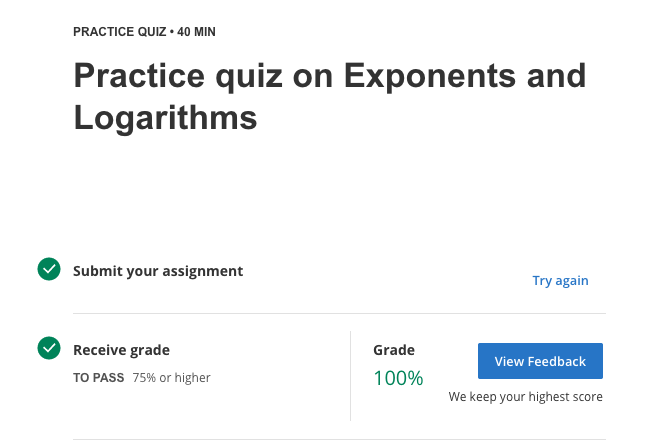 PRACTICE QUIZ • 40 MIN
Practice quiz on Exponents and
Logarithms
Submit your assignment
Try again
Receive grade
TO PASS 75% or higher
Grade
100%
View Feedback
We keep your highest score